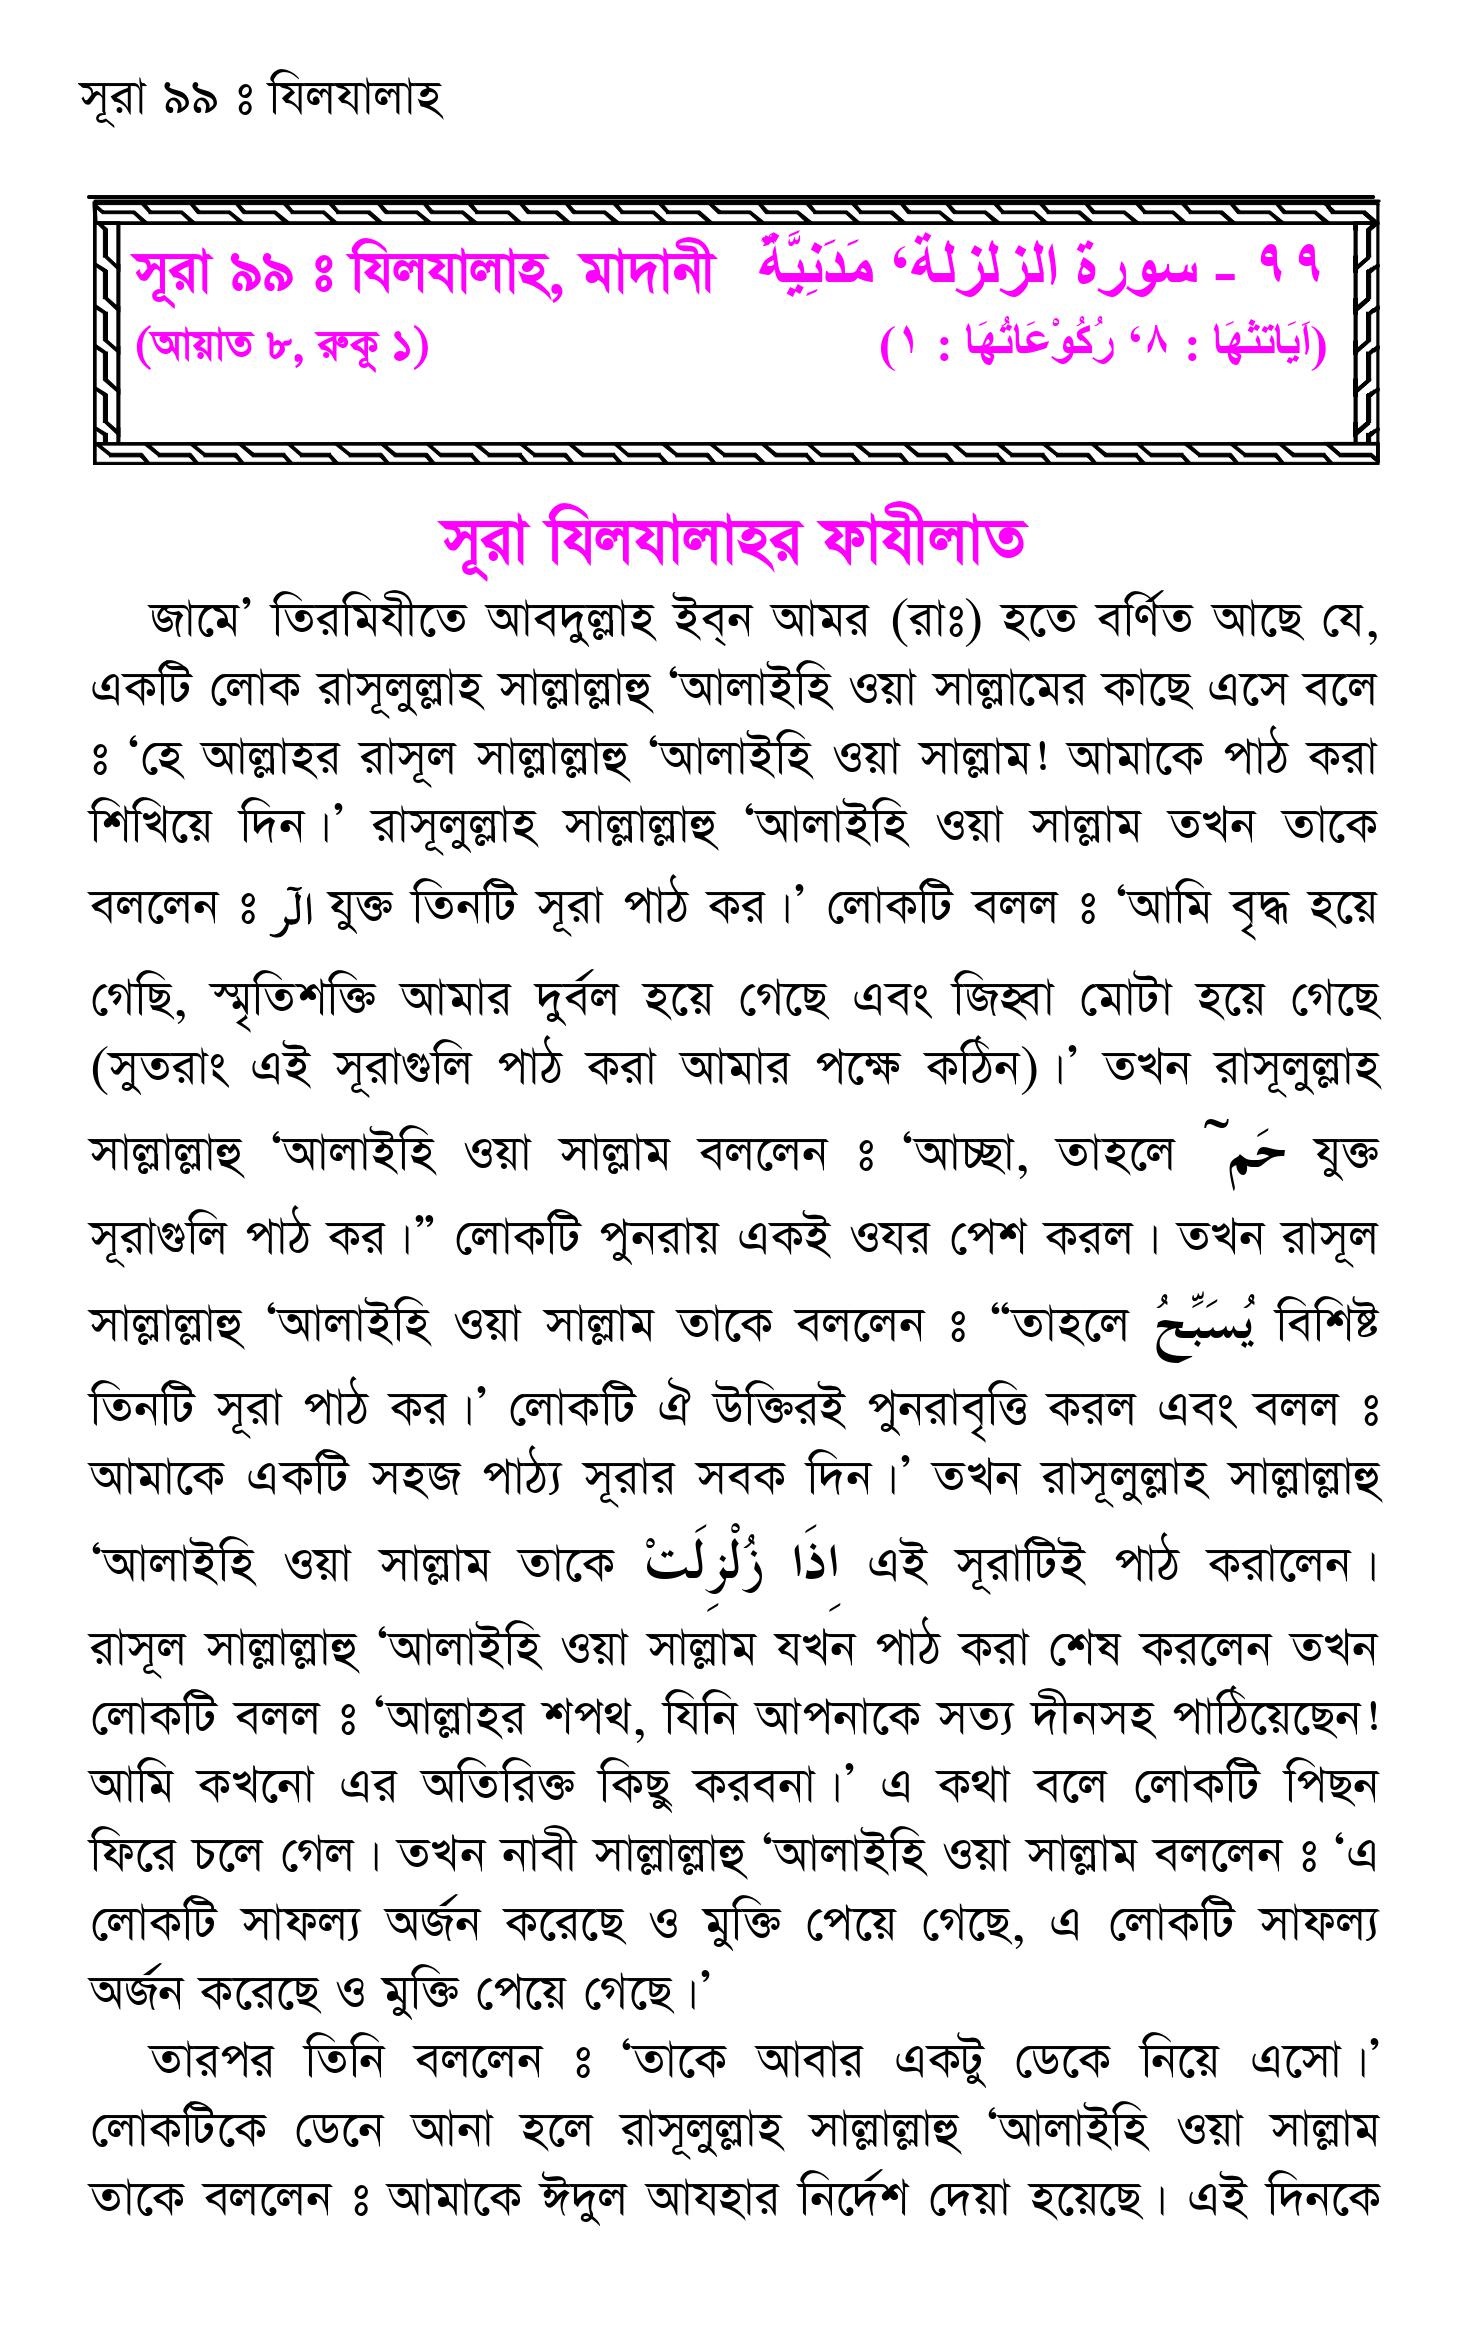 সূরা ৯৯ ঃ যিলযালাহ
সূরা ৯৯ ঃ যিলযালাহ, মাদানী ٩٩ - سورة الزلزلة‘ مَدَنِيَّةٌ
(আয়াত ৮, রুকূ ১) (اَيَاتثهَا : ٨‘ رُكُوْعَاتُهَا : ١)
সূরা যিলযালাহর ফাযীলাত
জামে’ তিরমিযীতে আবদুল্লাহ ইব্‌ন আমর (রাঃ) হতে বর্ণিত আছে যে,
একটি লোক রাসূলুল্লাহ সাল্লাল্লাহু ‘আলাইহি ওয়া সাল্লামের কাছে এসে বলে
ঃ ‘হে আল্লাহর রাসূল সাল্লাল্লাহু ‘আলাইহি ওয়া সাল্লাম! আমাকে পাঠ করা
শিখিয়ে দিন।’ রাসূলুল্লাহ সাল্লাল্লাহু ‘আলাইহি ওয়া সাল্লাম তখন তাকে
বললেন ঃ الٓر যুক্ত তিনটি সূরা পাঠ কর।’ লোকটি বলল ঃ ‘আমি বৃদ্ধ হয়ে
গেছি, স্মৃতিশক্তি আমার দুর্বল হয়ে গেছে এবং জিহ্বা মোটা হয়ে গেছে
(সুতরাং এই সূরাগুলি পাঠ করা আমার পক্ষে কঠিন)।’ তখন রাসূলুল্লাহ
সাল্লাল্লাহু ‘আলাইহি ওয়া সাল্লাম বললেন ঃ ‘আচ্ছা, তাহলে حَم~ যুক্ত
সূরাগুলি পাঠ কর।” লোকটি পুনরায় একই ওযর পেশ করল। তখন রাসূল
সাল্লাল্লাহু ‘আলাইহি ওয়া সাল্লাম তাকে বললেন ঃ “তাহলে يُسَبِّحُ বিশিষ্ট
তিনটি সূরা পাঠ কর।’ লোকটি ঐ উক্তিরই পুনরাবৃত্তি করল এবং বলল ঃ
আমাকে একটি সহজ পাঠ্য সূরার সবক দিন।’ তখন রাসূলুল্লাহ সাল্লাল্লাহু
‘আলাইহি ওয়া সাল্লাম তাকে اِذَا زُلْزِلَتْ এই সূরাটিই পাঠ করালেন।
রাসূল সাল্লাল্লাহু ‘আলাইহি ওয়া সাল্লাম যখন পাঠ করা শেষ করলেন তখন
লোকটি বলল ঃ ‘আল্লাহর শপথ, যিনি আপনাকে সত্য দীনসহ পাঠিয়েছেন!
আমি কখনো এর অতিরিক্ত কিছু করবনা।’ এ কথা বলে লোকটি পিছন
ফিরে চলে গেল। তখন নাবী সাল্লাল্লাহু ‘আলাইহি ওয়া সাল্লাম বললেন ঃ ‘এ
লোকটি সাফল্য অর্জন করেছে ও মুক্তি পেয়ে গেছে, এ লোকটি সাফল্য
অর্জন করেছে ও মুক্তি পেয়ে গেছে।’
তারপর তিনি বললেন ঃ ‘তাকে আবার একটু ডেকে নিয়ে এসো।’
লোকটিকে ডেনে আনা হলে রাসূলুল্লাহ সাল্লাল্লাহু ‘আলাইহি ওয়া সাল্লাম
তাকে বললেন ঃ আমাকে ঈদুল আযহার নির্দেশ দেয়া হয়েছে। এই দিনকে